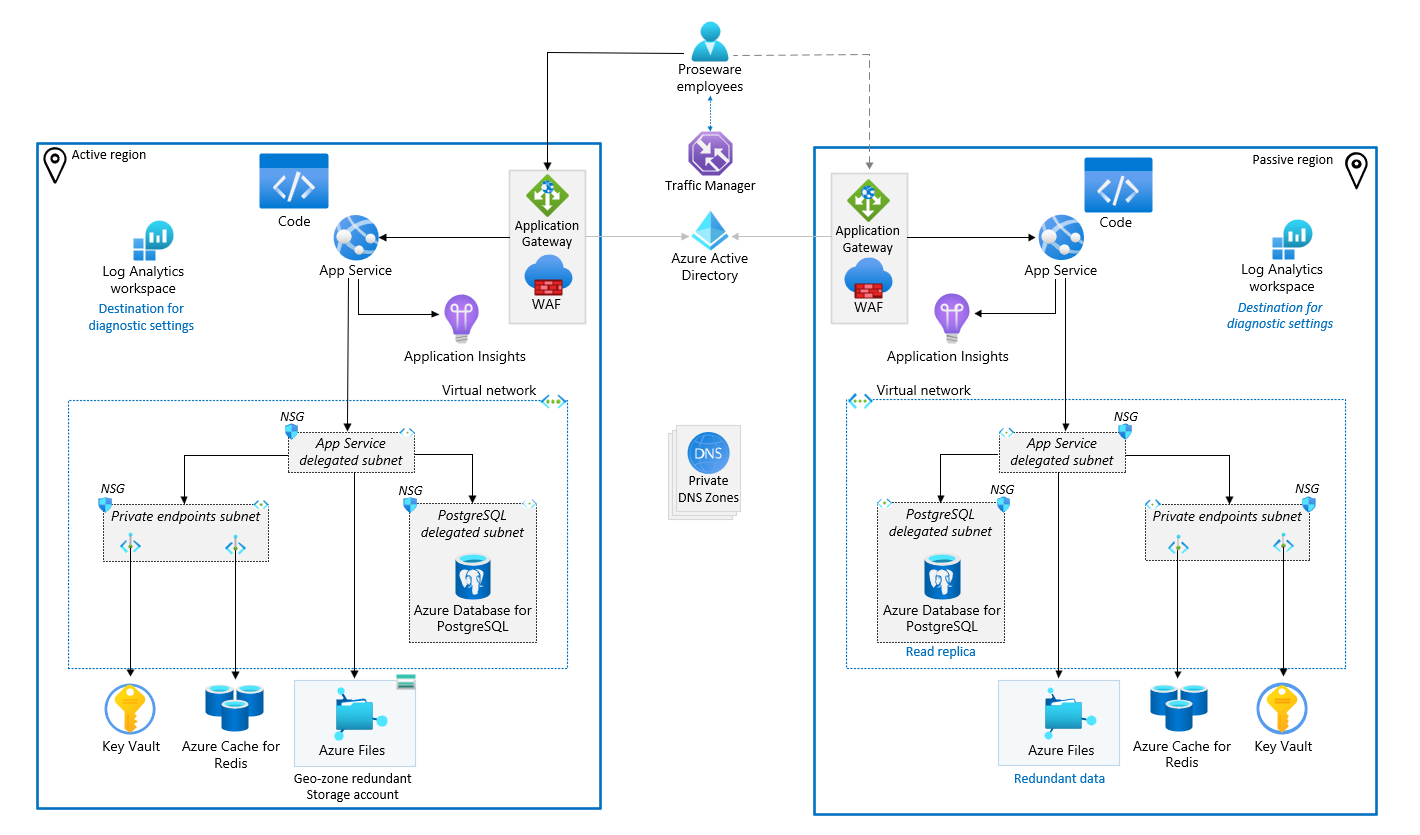 Proseware
employees
Traffic Manager
Azure Active
Directory
DNS
Private
DNS Zones
Active region
Code
App Service
Application
Gateway
WAF
Log Analytics
workspace
Destination for
diagnostic settings
Application Insights
Virtual network
NSG
App Service
delegated subnet
NSG
Private endpoints subnet
NSG
PostgreSQL
delegated subnet
Azure Database for
PostgreSQL
Key Vault
Azure Cache for
Redis
Azure Files
Geo-zone redundant
Storage account
Passive region
Code
Application
Gateway
WAF
App Service
Log Analytics
workspace
Destination for
diagnostic settings
Application Insights
Virtual network
NSG
App Service
delegated subnet
NSG
PostgreSQL
delegated subnet
Azure Database for
PostgreSQL
Read replica
NSG
Private endpoints subnet
Azure Files
Redundant data
Azure Cache for
Redis
Key Vault